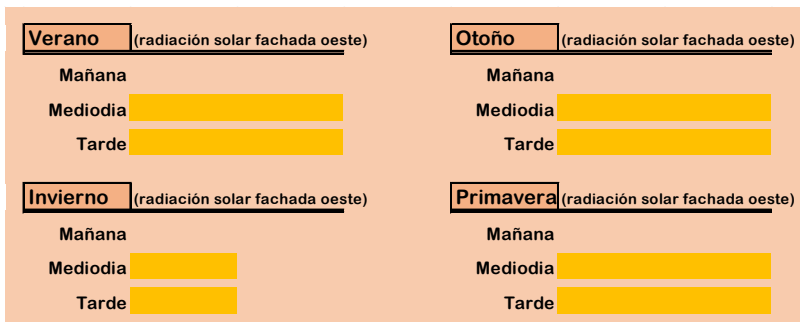 Verano (radiación solar fachada oeste)
Mañana
Mediodia
Tarde
Otoño (radiación solar fachada oeste)
Mañana
Mediodia
Tarde
Invierno (radiación solar fachada oeste)
Mañana
Mediodia
Tarde
Primavera (radiación solar fachada oeste)
Mañana
Mediodia
Tarde